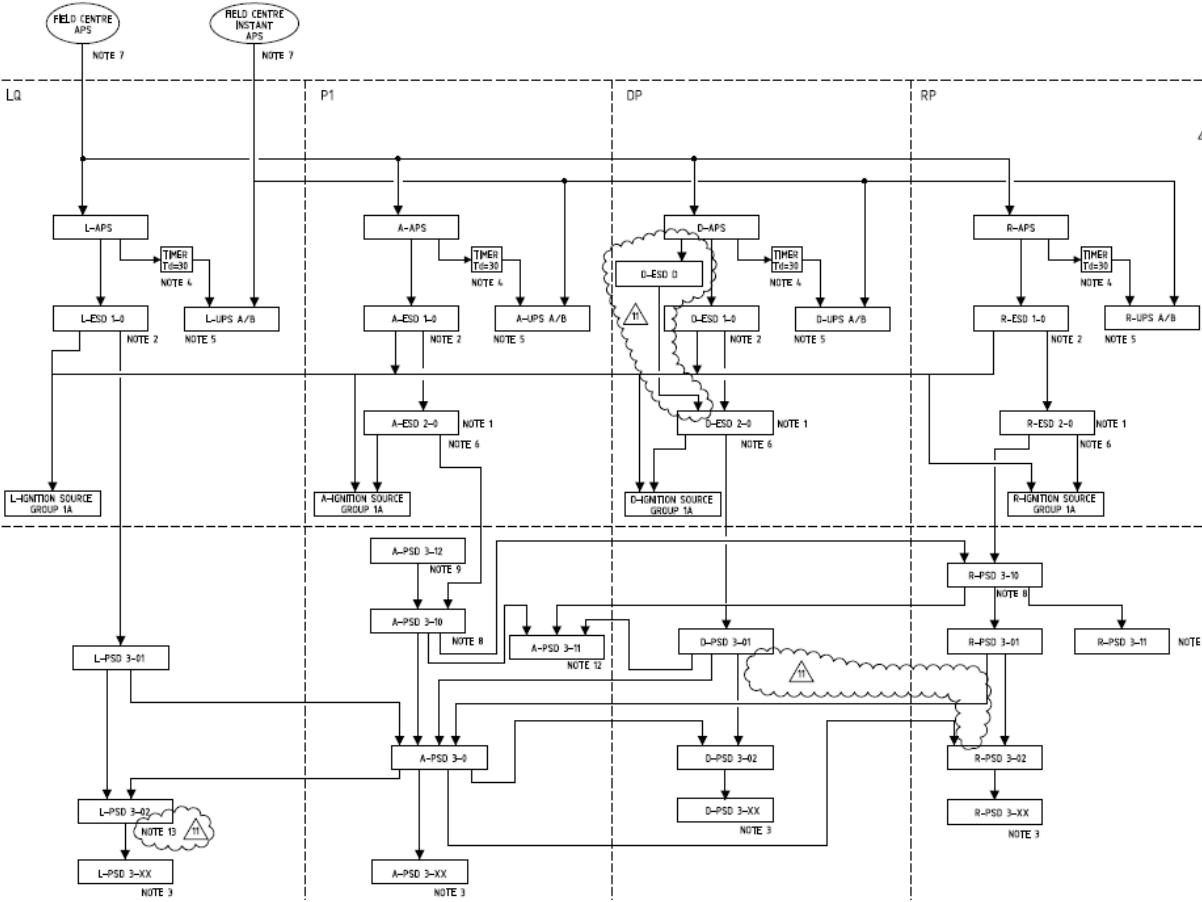 FIELD CENTRE
APS
NOTE 7
FIELD CENTRE
INSTANT
APS
NOTE 7
LQ
P1
DP
RP
L-APS
TIMER
Td=30
NOTE 4
L-ESD 1-0
NOTE 2
L-UPS A/B
NOTE 5
A-APS
TIMER
Td=30
NOTE 4
A-ESD 1-0
NOTE 2
A-UPS A/B
NOTE 5
D-APS
D-ESD D
TIMER
Td=30
NOTE 4
11
D-ESD 1-0
NOTE 2
D-UPS A/B
NOTE 5
R-APS
TIMER
Td=30
NOTE 4
R-ESD 1-0
NOTE 2
R-UPS A/B
NOTE 5
A-ESD 2-0
NOTE 1
NOTE 6
D-ESD 2-0
NOTE 1
NOTE 6
R-ESD 2-0
NOTE 1
NOTE 6
L-IGNITION SOURCE
GROUP 1A
A-IGNITION SOURCE
GROUP 1A
D-IGNITION SOURCE
GROUP 1A
R-IGNITION SOURCE
GROUP 1A
A-PSD 3-12
NOTE 9
R-PSD 3-10
NOTE 8
A-PSD 3-10
NOTE 8
A-PSD 3-11
NOTE 12
D-PSD 3-01
R-PSD 3-01
R-PSD 3-11
NOTE
L-PSD 3-01
11
A-PSD 3-0
D-PSD 3-02
R-PSD 3-02
L-PSD 3-02
NOTE 13
11
D-PSD 3-XX
NOTE 3
R-PSD 3-XX
NOTE 3
L-PSD 3-XX
NOTE 3
A-PSD 3-XX
NOTE 3